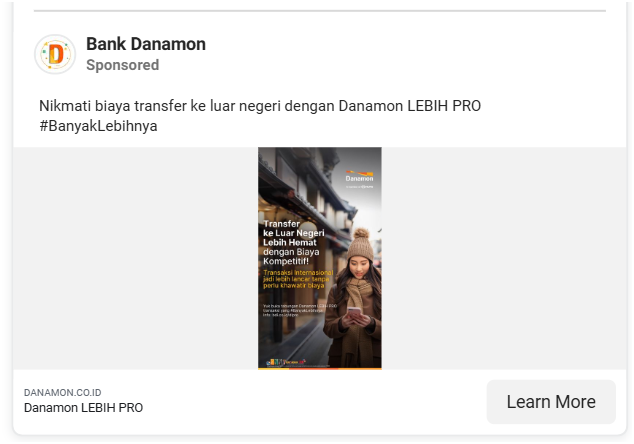 Bank Danamon
Sponsored
Nikmati biaya transfer ke luar negeri dengan Danamon LEBIH PRO
#BanyakLebihnya
Danamon
Transfer
ke Luar Negeri
Lebih Hemat
dengan Biaya
Kompetitif!
Transaksi Internasional
jadi lebih lancar tanpa
perlu khawatir biaya
DANAMON.CO.ID
Danamon LEBIH PRO
Learn More